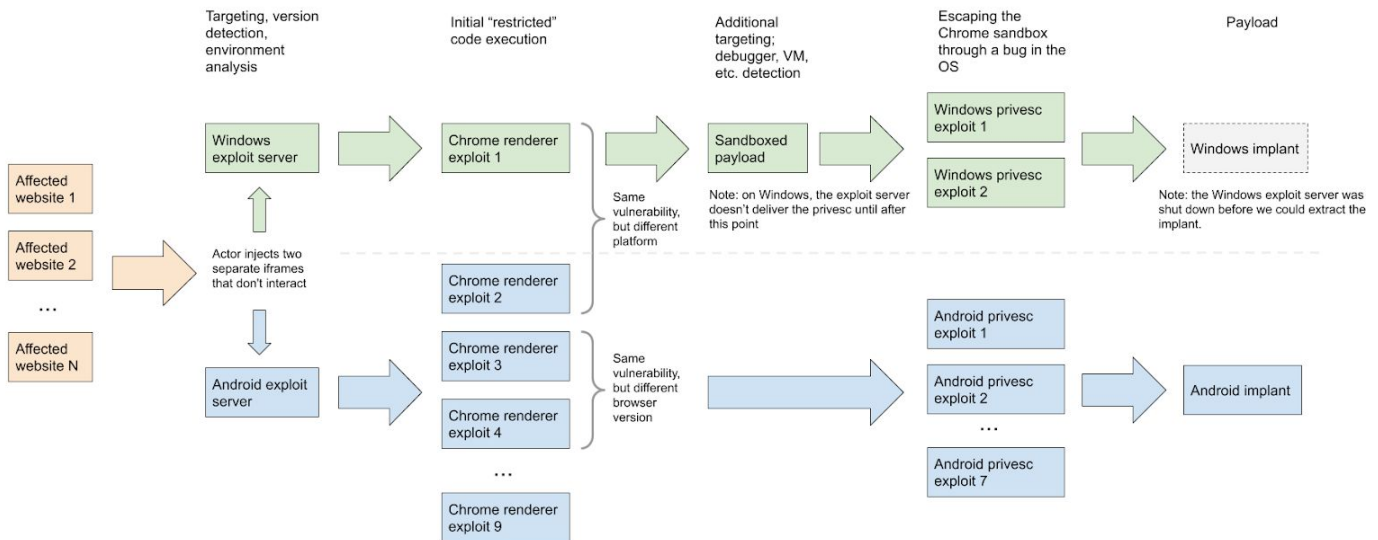 Targeting, version
detection,
environment
analysis
Initial “restricted”
code execution
Additional
targeting;
debugger, VM,
etc. detection
Escaping the
Chrome sandbox
through a bug in the
OS
Payload
Affected
website 1
Affected
website 2
...
Affected
website N
Windows
exploit server
Actor injects two
separate iframes
that don’t interact
Android exploit
server
Chrome renderer
exploit 1
Chrome renderer
exploit 2
Chrome renderer
exploit 3
Chrome renderer
exploit 4
...
Chrome renderer
exploit 9
Same
vulnerability,
but different
platform
Same
vulnerability,
but different
browser
version
Sandboxed
payload
Note: on Windows, the exploit server
doesn’t deliver the privesc until after
this point
Windows privesc
exploit 1
Windows privesc
exploit 2
Android privesc
exploit 1
Android privesc
exploit 2
...
Android privesc
exploit 7
Windows implant
Note: the Windows exploit server was
shut down before we could extract the
implant.
Android implant